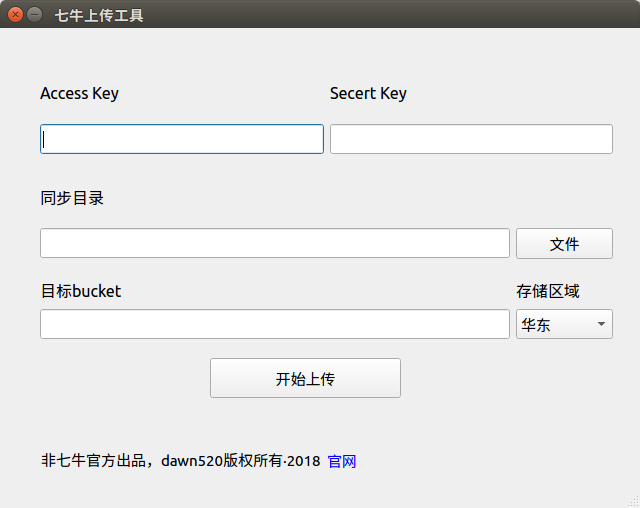 七牛上传工具
Access Key
Secert Key
同步目录
文件
目标bucket
存储区域
华东
开始上传
非七牛官方出品，dawn520版权所有·2018 官网